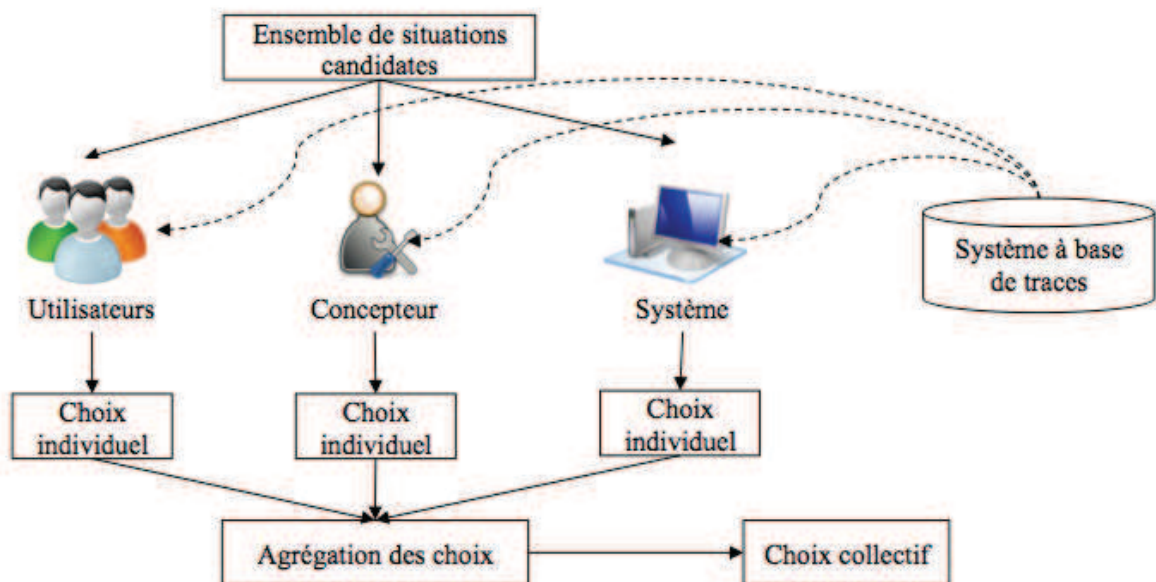 Ensemble de situations
candidates
Système à base
de traces
Utilisateurs
Concepteur
Système
Choix
individuel
Choix
individuel
Choix
individuel
Agrégation des choix
Choix collectif